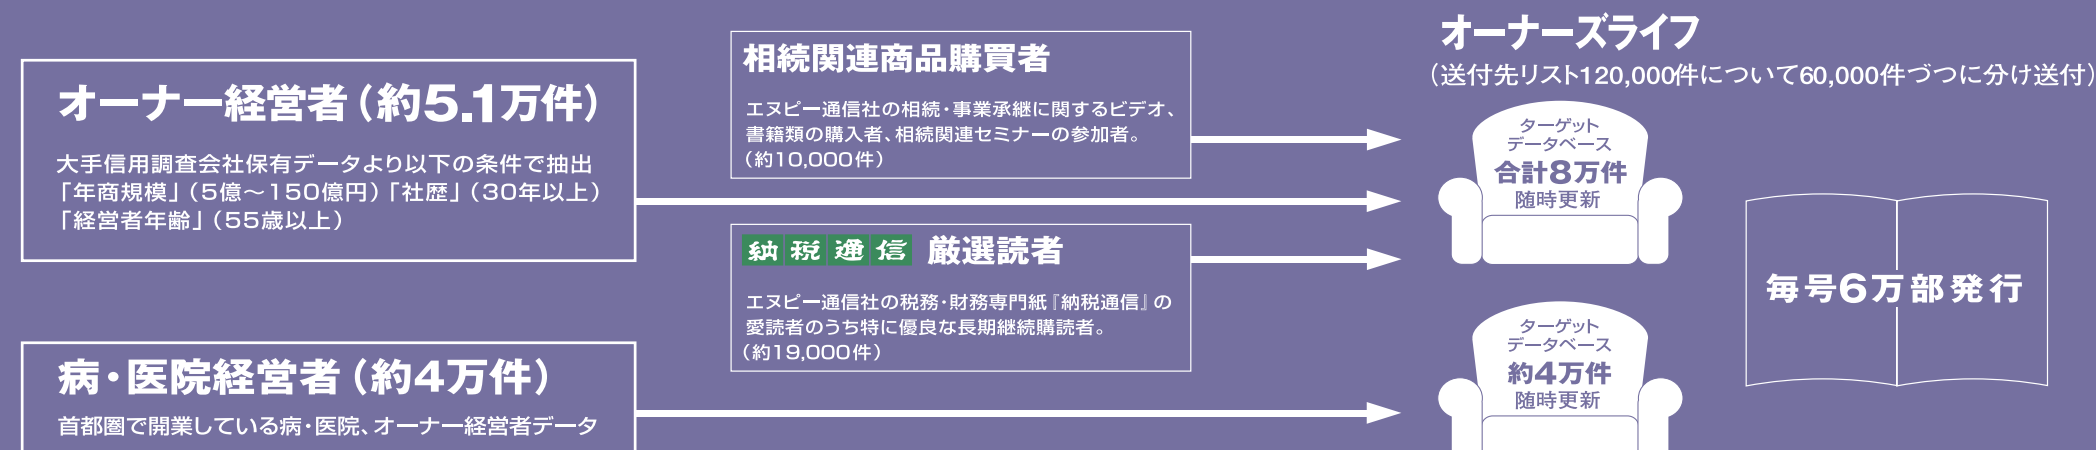 オーナー経営者（約5.1万件）
大手信用調査会社保有データより以下の条件で抽出
「年商規模」（5億～150億円）「社歴」（30年以上）
「経営者年齢」（55歳以上）
病・医院経営者（約4万件）
首都圏で開業している病・医院、オーナー経営者データ
相続関連商品購買者
エヌピー通信社の相続・事業承継に関するビデオ、
書籍類の購入者、相続関連セミナーの参加者。
（約10,000件）
納税通信 厳選読者
エヌピー通信社の税務・財務専門紙『納税通信』の
愛読者のうち特に優良な長期継続購読者。
（約19,000件）
オーナーズライフ
（送付先リスト120,000件について60,000件づつに分け送付）
ターゲット
データベース
合計8万件
随時更新
ターゲット
データベース
約4万件
随時更新
毎号6万部発行